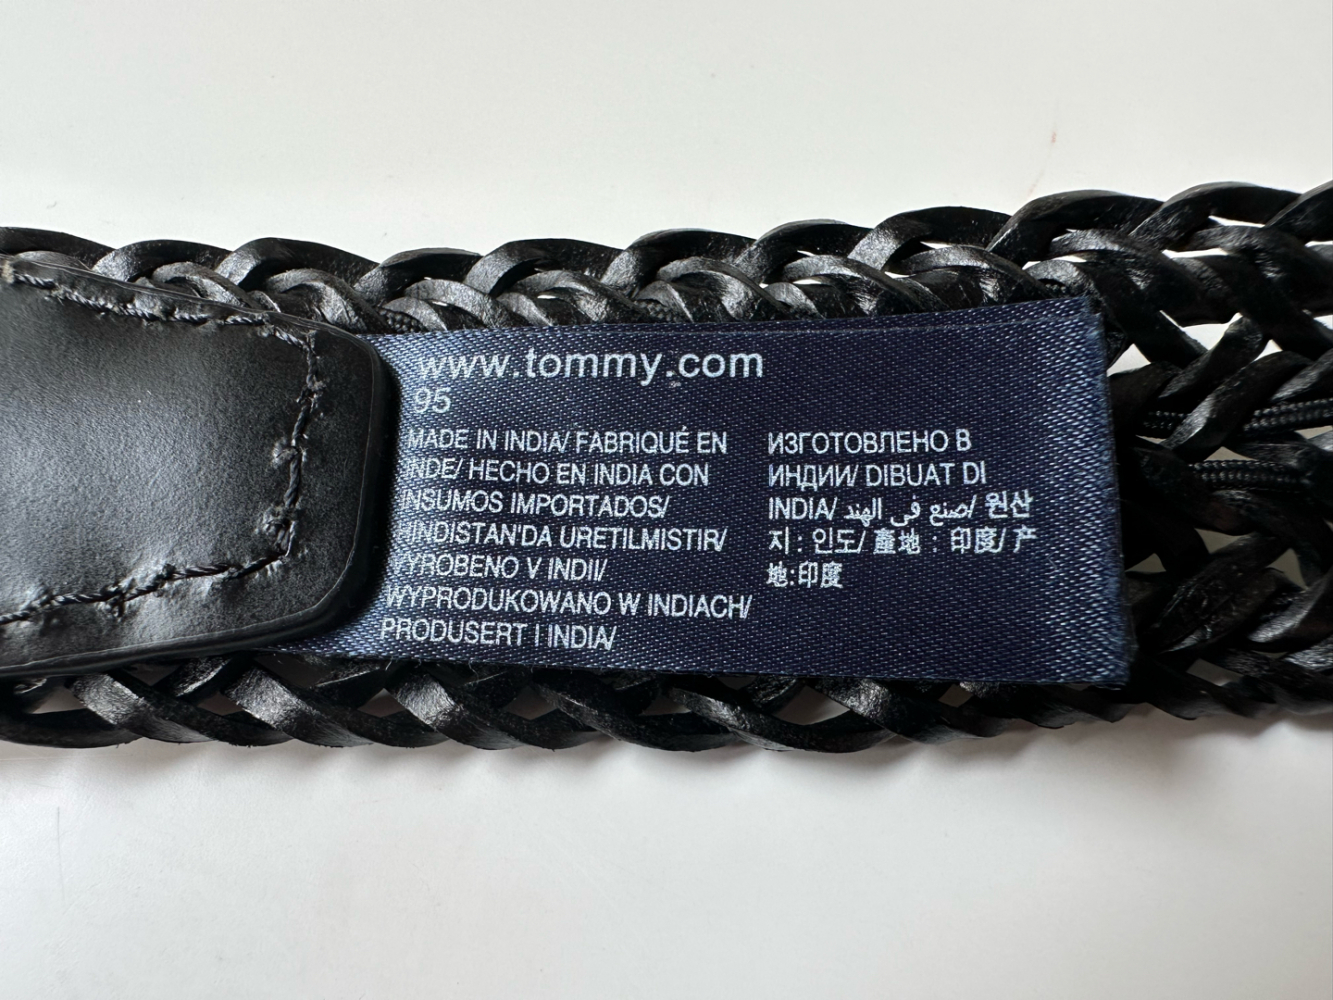 www.tommy.com
95
MADE IN INDIA/ FABRIQUÉ EN
INDE/ HECHO EN INDIA CON
INSUMOS IMPORTADOS/
HINDISTAN'DA URETILMISTIR/
VYROBENO V INDII/
WYPRODUKOWANO W INDIACH/
PRODUSERT I INDIA/
ИЗГОТОВЛЕНО В
ИНДИИ/ DIBUAT DI
INDIA/ صنع في الهند/ 원산
지 : 인도/ 產地 : 印度/ 产
地:印度